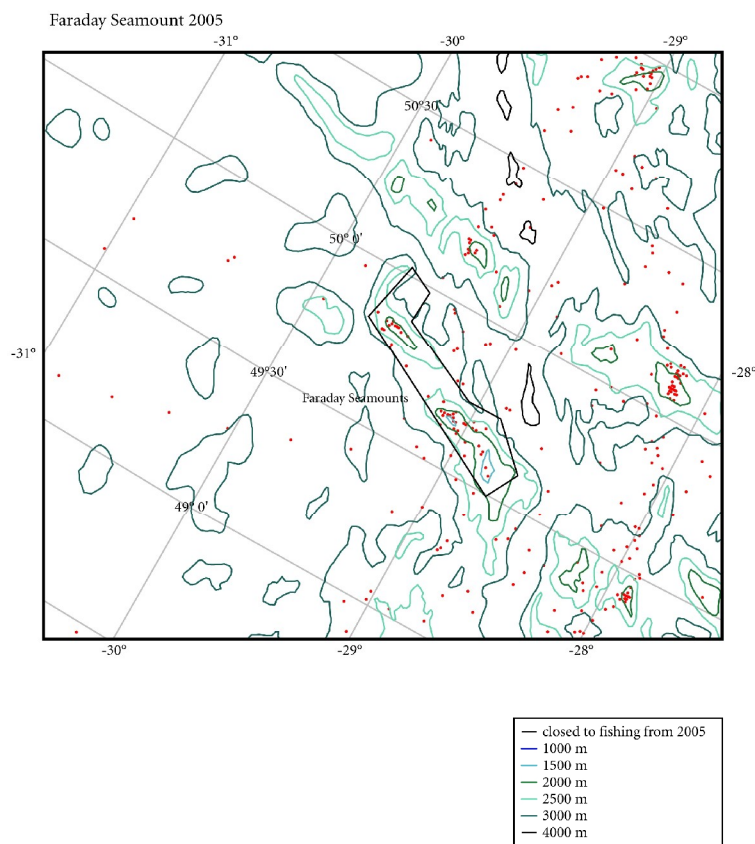 Faraday Seamount 2005
-31°
-30°
-29°
50°30'
50° 0'
-31°
-28°
49°30'
Faraday Seamounts
49° 0'
-30°
-29°
-28°
closed to fishing from 2005
1000 m
1500 m
2000 m
2500 m
3000 m
4000 m